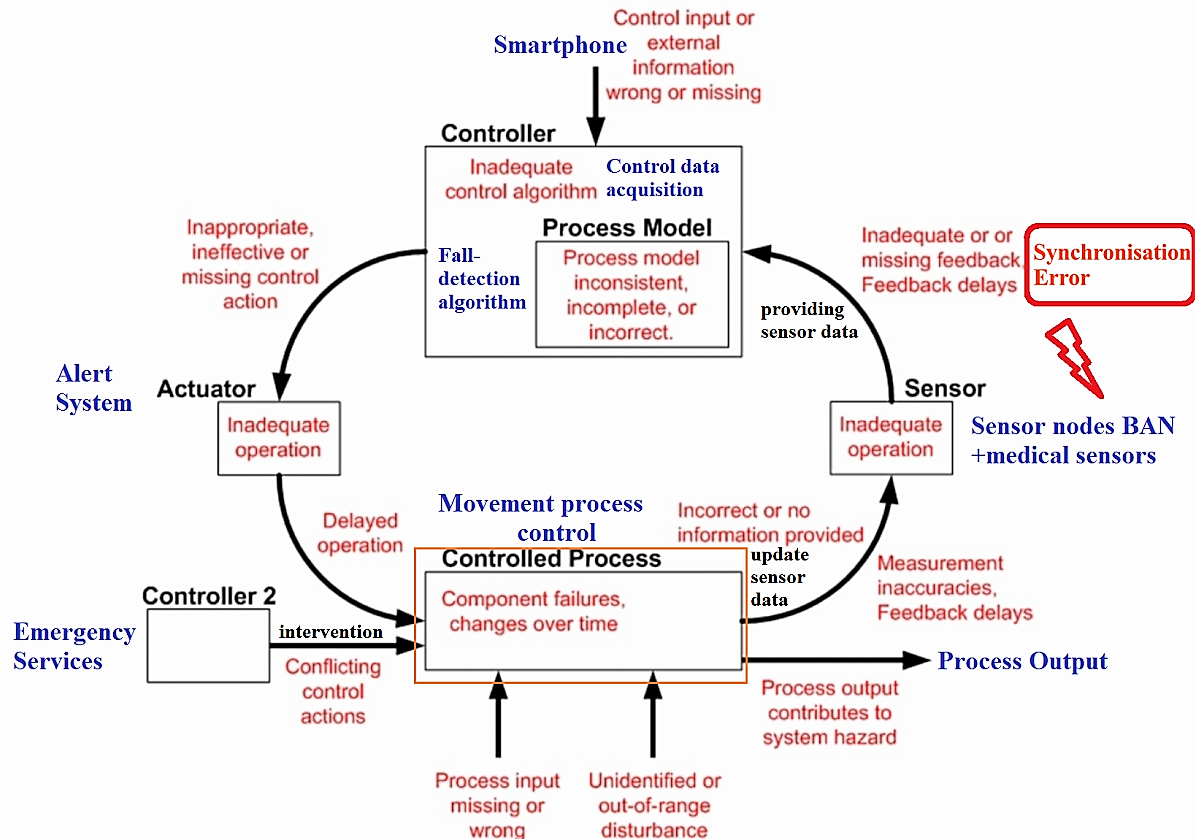 Smartphone
Control input or
external
information
wrong or missing
Controller
Inadequate
control algorithm
Control data
acquisition
Process Model
Process model
inconsistent,
incomplete, or
incorrect.
Fall-
detection
algorithm
Inappropriate,
ineffective or
missing control
action
Inadequate or or
missing feedback,
Feedback delays
Synchronisation
Error
providing
sensor data
Alert
System
Actuator
Inadequate
operation
Sensor
Inadequate
operation
Sensor nodes BAN
+medical sensors
Delayed
operation
Movement process
control
Incorrect or no
information provided
update
sensor
data
Measurement
inaccuracies,
Feedback delays
Controlled Process
Component failures,
changes over time
Controller 2
Emergency
Services
intervention
Conflicting
control
actions
Process Output
Process output
contributes to
system hazard
Process input
missing or
wrong
Unidentified or
out-of-range
disturbance